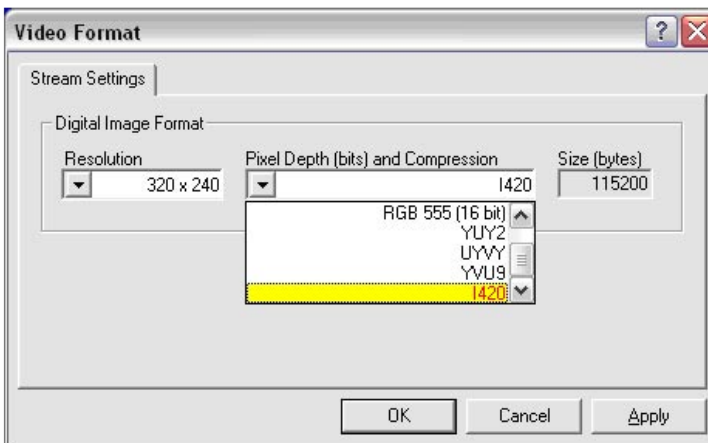 Video Format
Stream Settings
Digital Image Format
Resolution
Pixel Depth (bits) and Compression
Size (bytes)
320 x 240
I420
115200
RGB 555 (16 bit)
YUY2
UYVY
YVU9
I420
OK
Cancel
Apply